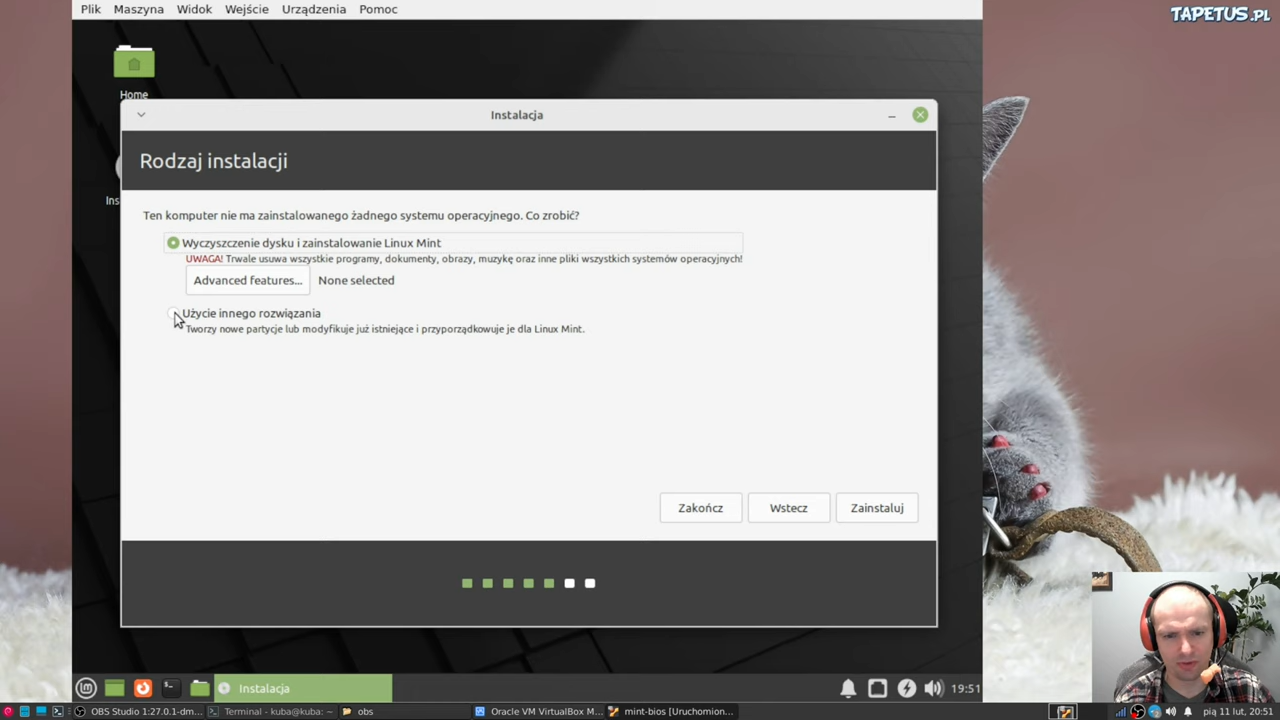 Plik Maszyna Widok Wejście Urządzenia Pomoc
TAPETUS.PL
Home
Instalacja
Rodzaj instalacji
Ins
Ten komputer nie ma zainstalowanego żadnego systemu operacyjnego. Co zrobić?
Wyczyszczenie dysku i zainstalowanie Linux Mint
UWAGA! Trwale usuwa wszystkie programy, dokumenty, obrazy, muzykę oraz inne pliki wszystkich systemów operacyjnych!
Advanced features... None selected
Użycie innego rozwiązania
Tworzy nowe partycje lub modyfikuje już istniejące i przyporządkowuje je dla Linux Mint.
Zakończ Wstecz Zainstaluj
Instalacja 19:51
OBS Studio 1:27.0.1-dm... Terminal - kuba@kuba: ~ obs Oracle VM VirtualBox M... mint-bios [Uruchomion... pią 11 lut, 20:51